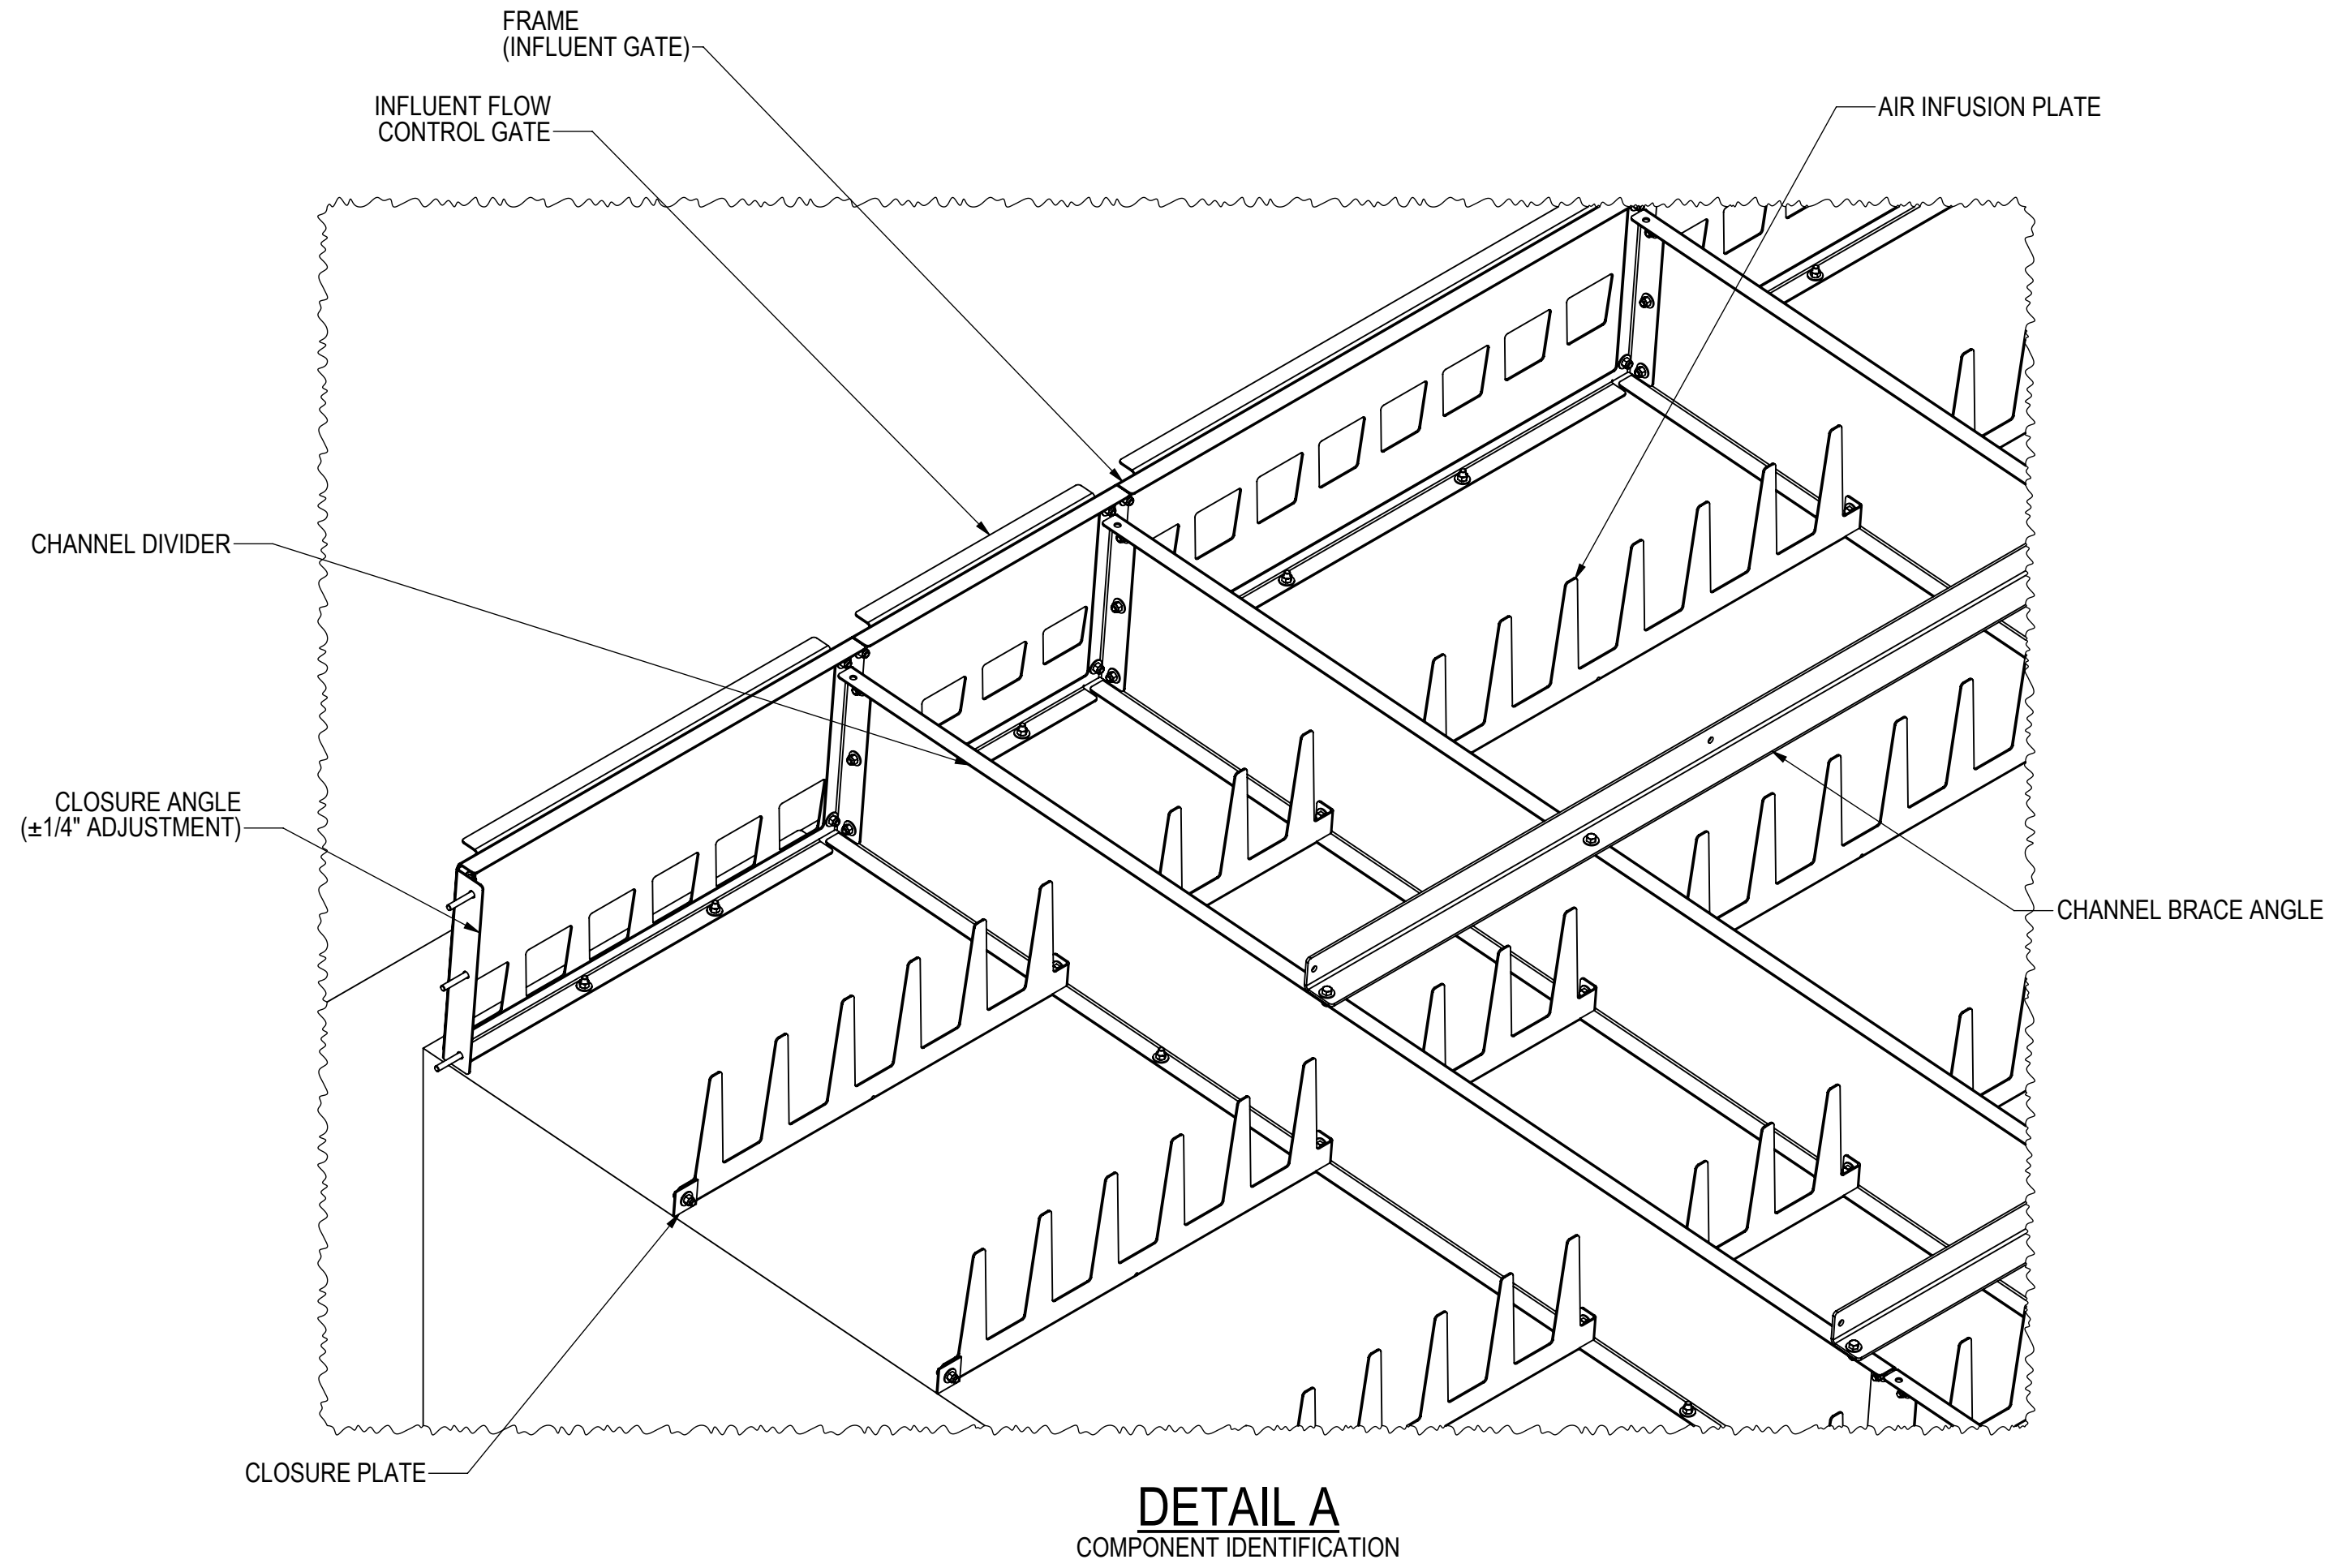 FRAME
(INFLUENT GATE)
INFLUENT FLOW
CONTROL GATE
AIR INFUSION PLATE
CHANNEL DIVIDER
CLOSURE ANGLE
(±1/4" ADJUSTMENT)
CHANNEL BRACE ANGLE
CLOSURE PLATE
DETAIL A
COMPONENT IDENTIFICATION